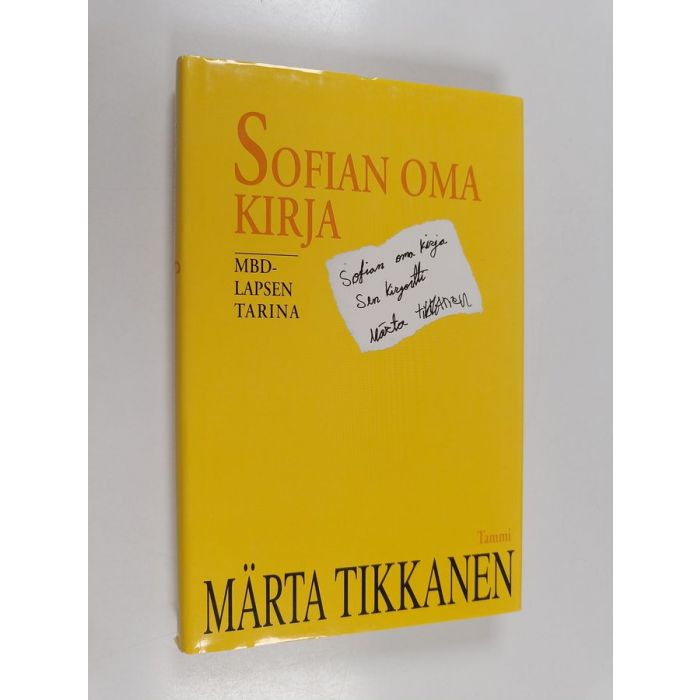 SOFIAN OMA
KIRJA
MBD-
LAPSEN
TARINA
Sofian oma kirja
Sen kirjoitti
Märta TIKKANEN
Tammi
MÄRTA TIKKANEN